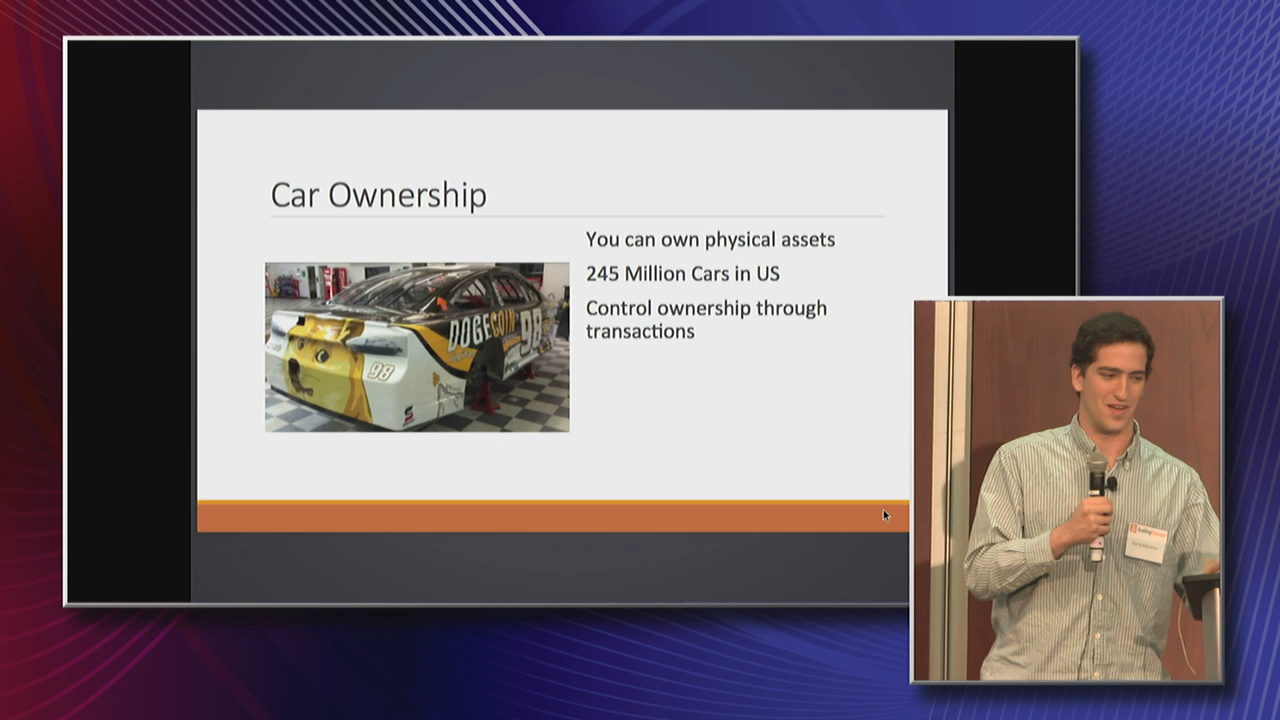 Car Ownership
You can own physical assets
245 Million Cars in US
Control ownership through
transactions
DOGECOIN
98
98